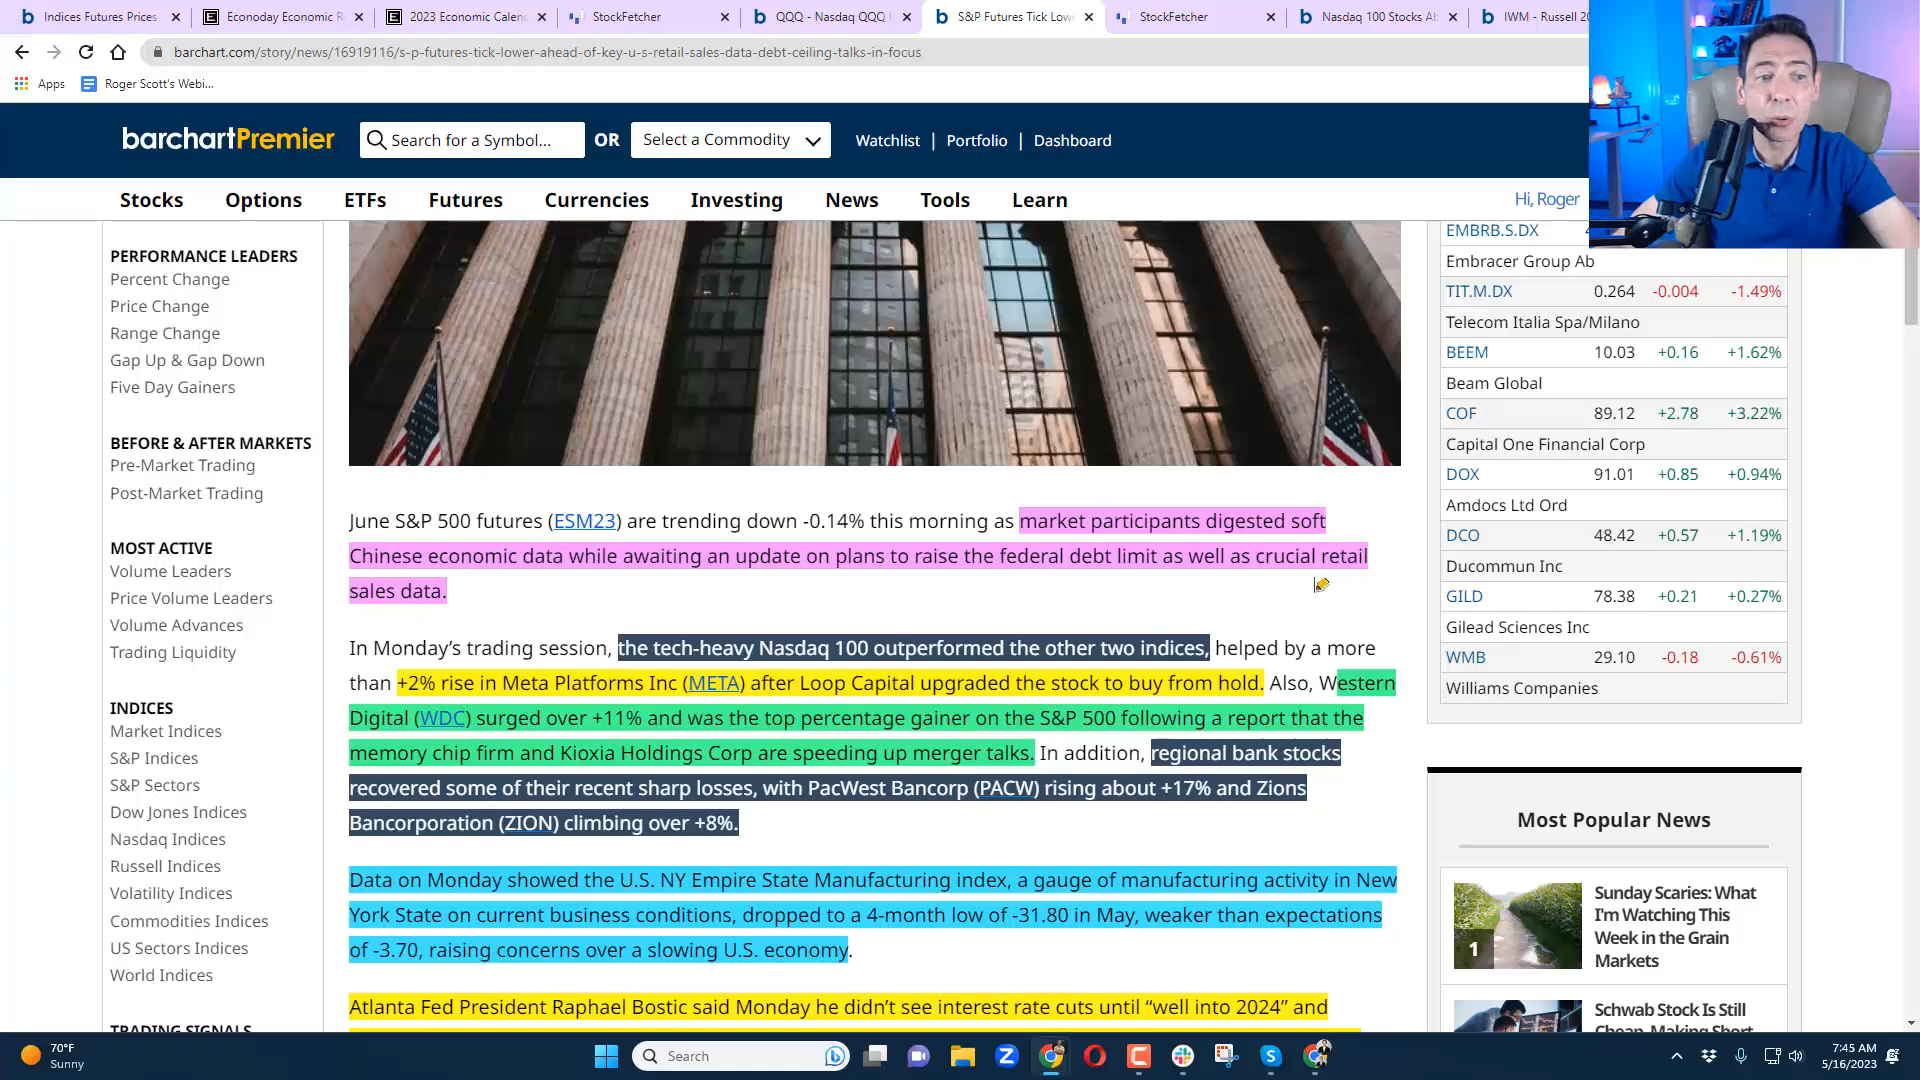 Indices Futures Prices
Econoday Economic R
2023 Economic Calen
StockFetcher
QQQ - Nasdaq QQQ
S&P Futures Tick Low
StockFetcher
Nasdaq 100 Stocks Ab
IWM - Russell 20
barchart.com/story/news/16919116/s-p-futures-tick-lower-ahead-of-key-u-s-retail-sales-data-debt-ceiling-talks-in-focus
Apps
Roger Scott's Webi...
barchartPremier
Search for a Symbol...
OR
Select a Commodity
Watchlist | Portfolio | Dashboard
Stocks Options ETFs Futures Currencies Investing News Tools Learn
Hi, Roger
PERFORMANCE LEADERS
Percent Change
Price Change
Range Change
Gap Up & Gap Down
Five Day Gainers
BEFORE & AFTER MARKETS
Pre-Market Trading
Post-Market Trading
MOST ACTIVE
Volume Leaders
Price Volume Leaders
Volume Advances
Trading Liquidity
INDICES
Market Indices
S&P Indices
S&P Sectors
Dow Jones Indices
Nasdaq Indices
Russell Indices
Volatility Indices
Commodities Indices
US Sectors Indices
World Indices
TRADING SIGNALS
June S&P 500 futures (ESM23) are trending down -0.14% this morning as market participants digested soft
Chinese economic data while awaiting an update on plans to raise the federal debt limit as well as crucial retail
sales data.
In Monday's trading session, the tech-heavy Nasdaq 100 outperformed the other two indices, helped by a more
than +2% rise in Meta Platforms Inc (META) after Loop Capital upgraded the stock to buy from hold. Also, Western
Digital (WDC) surged over +11% and was the top percentage gainer on the S&P 500 following a report that the
memory chip firm and Kioxia Holdings Corp are speeding up merger talks. In addition, regional bank stocks
recovered some of their recent sharp losses, with PacWest Bancorp (PACW) rising about +17% and Zions
Bancorporation (ZION) climbing over +8%.
Data on Monday showed the U.S. NY Empire State Manufacturing index, a gauge of manufacturing activity in New
York State on current business conditions, dropped to a 4-month low of -31.80 in May, weaker than expectations
of -3.70, raising concerns over a slowing U.S. economy.
Atlanta Fed President Raphael Bostic said Monday he didn't see interest rate cuts until “well into 2024” and
EMBRB.S.DX
Embracer Group Ab
TIT.M.DX 0.264 -0.004 -1.49%
Telecom Italia Spa/Milano
BEEM 10.03 +0.16 +1.62%
Beam Global
COF 89.12 +2.78 +3.22%
Capital One Financial Corp
DOX 91.01 +0.85 +0.94%
Amdocs Ltd Ord
DCO 48.42 +0.57 +1.19%
Ducommun Inc
GILD 78.38 +0.21 +0.27%
Gilead Sciences Inc
WMB 29.10 -0.18 -0.61%
Williams Companies
Most Popular News
1
Sunday Scaries: What
I'm Watching This
Week in the Grain
Markets
Schwab Stock Is Still
Cheap, Making Short
70°F
Sunny
Search
7:45 AM
5/16/2023